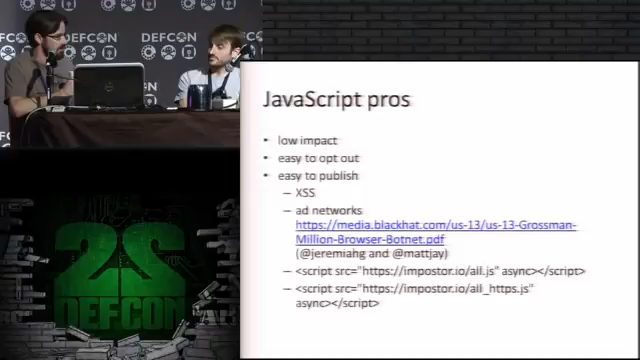 DEFCON
DEFCON
JavaScript pros
• low impact
• easy to opt out
• easy to publish
– XSS
– ad networks
https://media.blackhat.com/us-13/us-13-Grossman-
Million-Browser-Botnet.pdf
(@jeremiahg and @mattjay)
– <script src="https://impostor.io/all.js" async></script>
– <script src="https://impostor.io/all_https.js"
async></script>
22
DEFCON